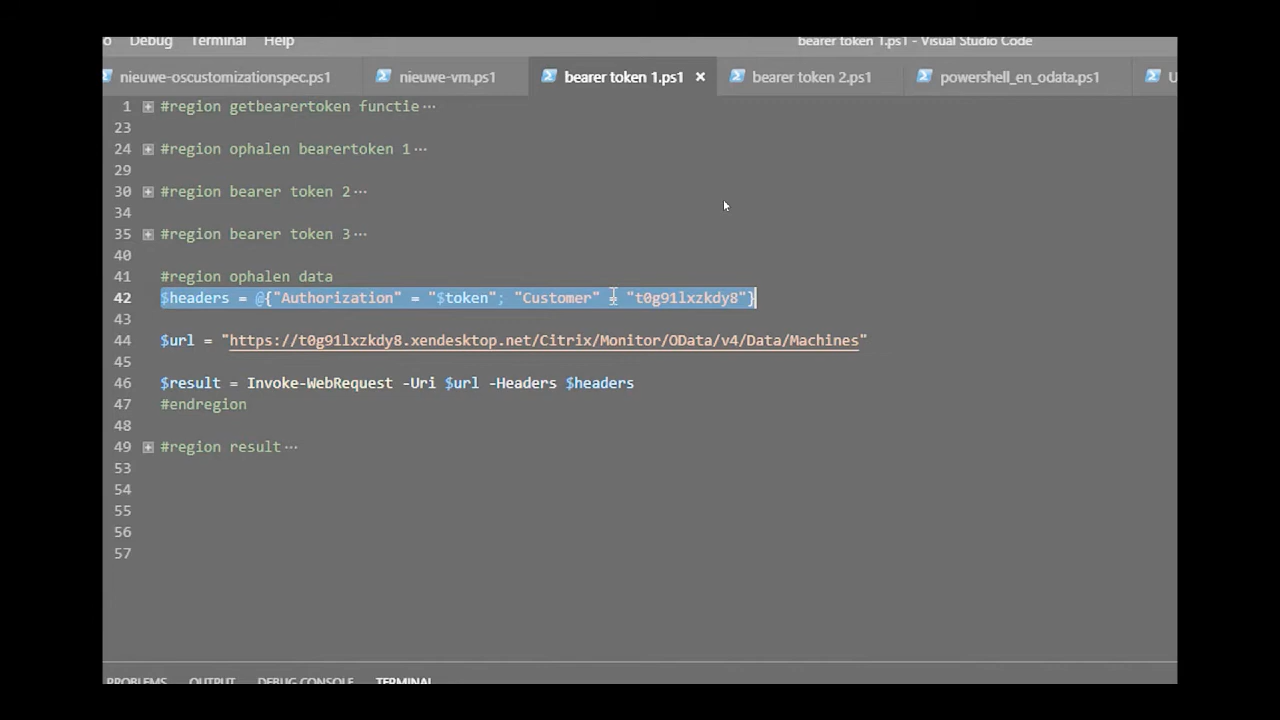 o Debug Terminal Help bearer token 1.ps1 - Visual Studio Code
nieuwe-oscustomizationspec.ps1 nieuwe-vm.ps1 bearer token 1.ps1 × bearer token 2.ps1 powershell_en_odata.ps1 U
1 #region getbearertoken functie ···
23
24 #region ophalen bearertoken 1 ···
29
30 #region bearer token 2 ···
34
35 #region bearer token 3 ···
40
41 #region ophalen data
42 $headers = @{"Authorization" = "$token"; "Customer" = "t0g91lxzkdy8"}
43
44 $url = "https://t0g91lxzkdy8.xendesktop.net/Citrix/Monitor/OData/v4/Data/Machines"
45
46 $result = Invoke-WebRequest -Uri $url -Headers $headers
47 #endregion
48
49 #region result ···
53
54
55
56
57
PROBLEMS OUTPUT DEBUG CONSOLE TERMINAL